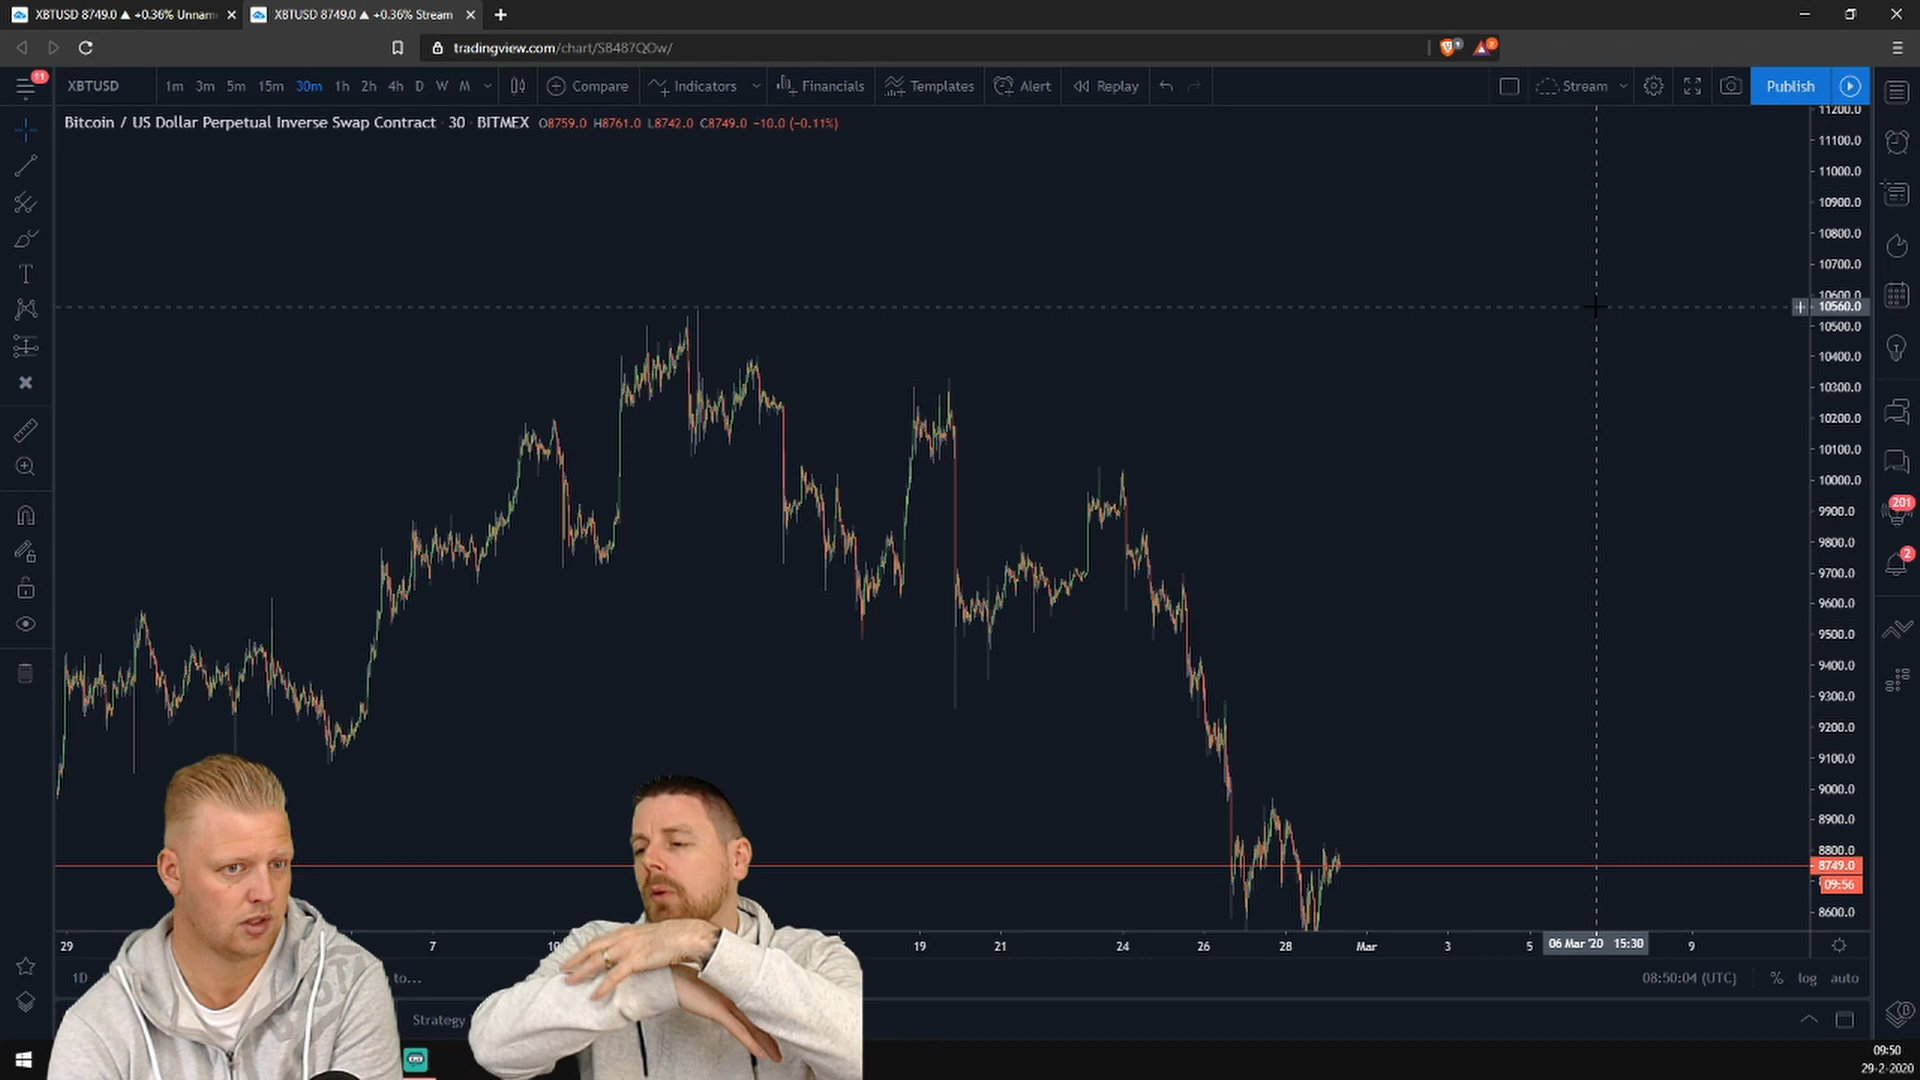 XBTUSD 8749.0 ▲ +0.36% Unnam
XBTUSD 8749.0 ▲ +0.36% Stream
tradingview.com/chart/SB487QOw/
11
XBTUSD
1m 3m 5m 15m 30m 1h 2h 4h D W M
Compare
Indicators
Financials
Templates
Alert
Replay
Stream
Publish
Bitcoin / US Dollar Perpetual Inverse Swap Contract · 30 · BITMEX O8759.0 H8761.0 L8742.0 C8749.0 −10.0 (−0.11%)
11200.0
11100.0
11000.0
10900.0
10800.0
10700.0
10600.0
10560.0
10500.0
10400.0
10300.0
10200.0
10100.0
10000.0
9900.0
9800.0
9700.0
9600.0
9500.0
9400.0
9300.0
9200.0
9100.0
9000.0
8900.0
8800.0
8749.0
09:56
8600.0
201
2
29 7 10 19 21 24 26 28 Mar 3 5 06 Mar '20 15:30 9
1D
to...
08:50:04 (UTC)
% log auto
Strategy
09:50
29-2-2020